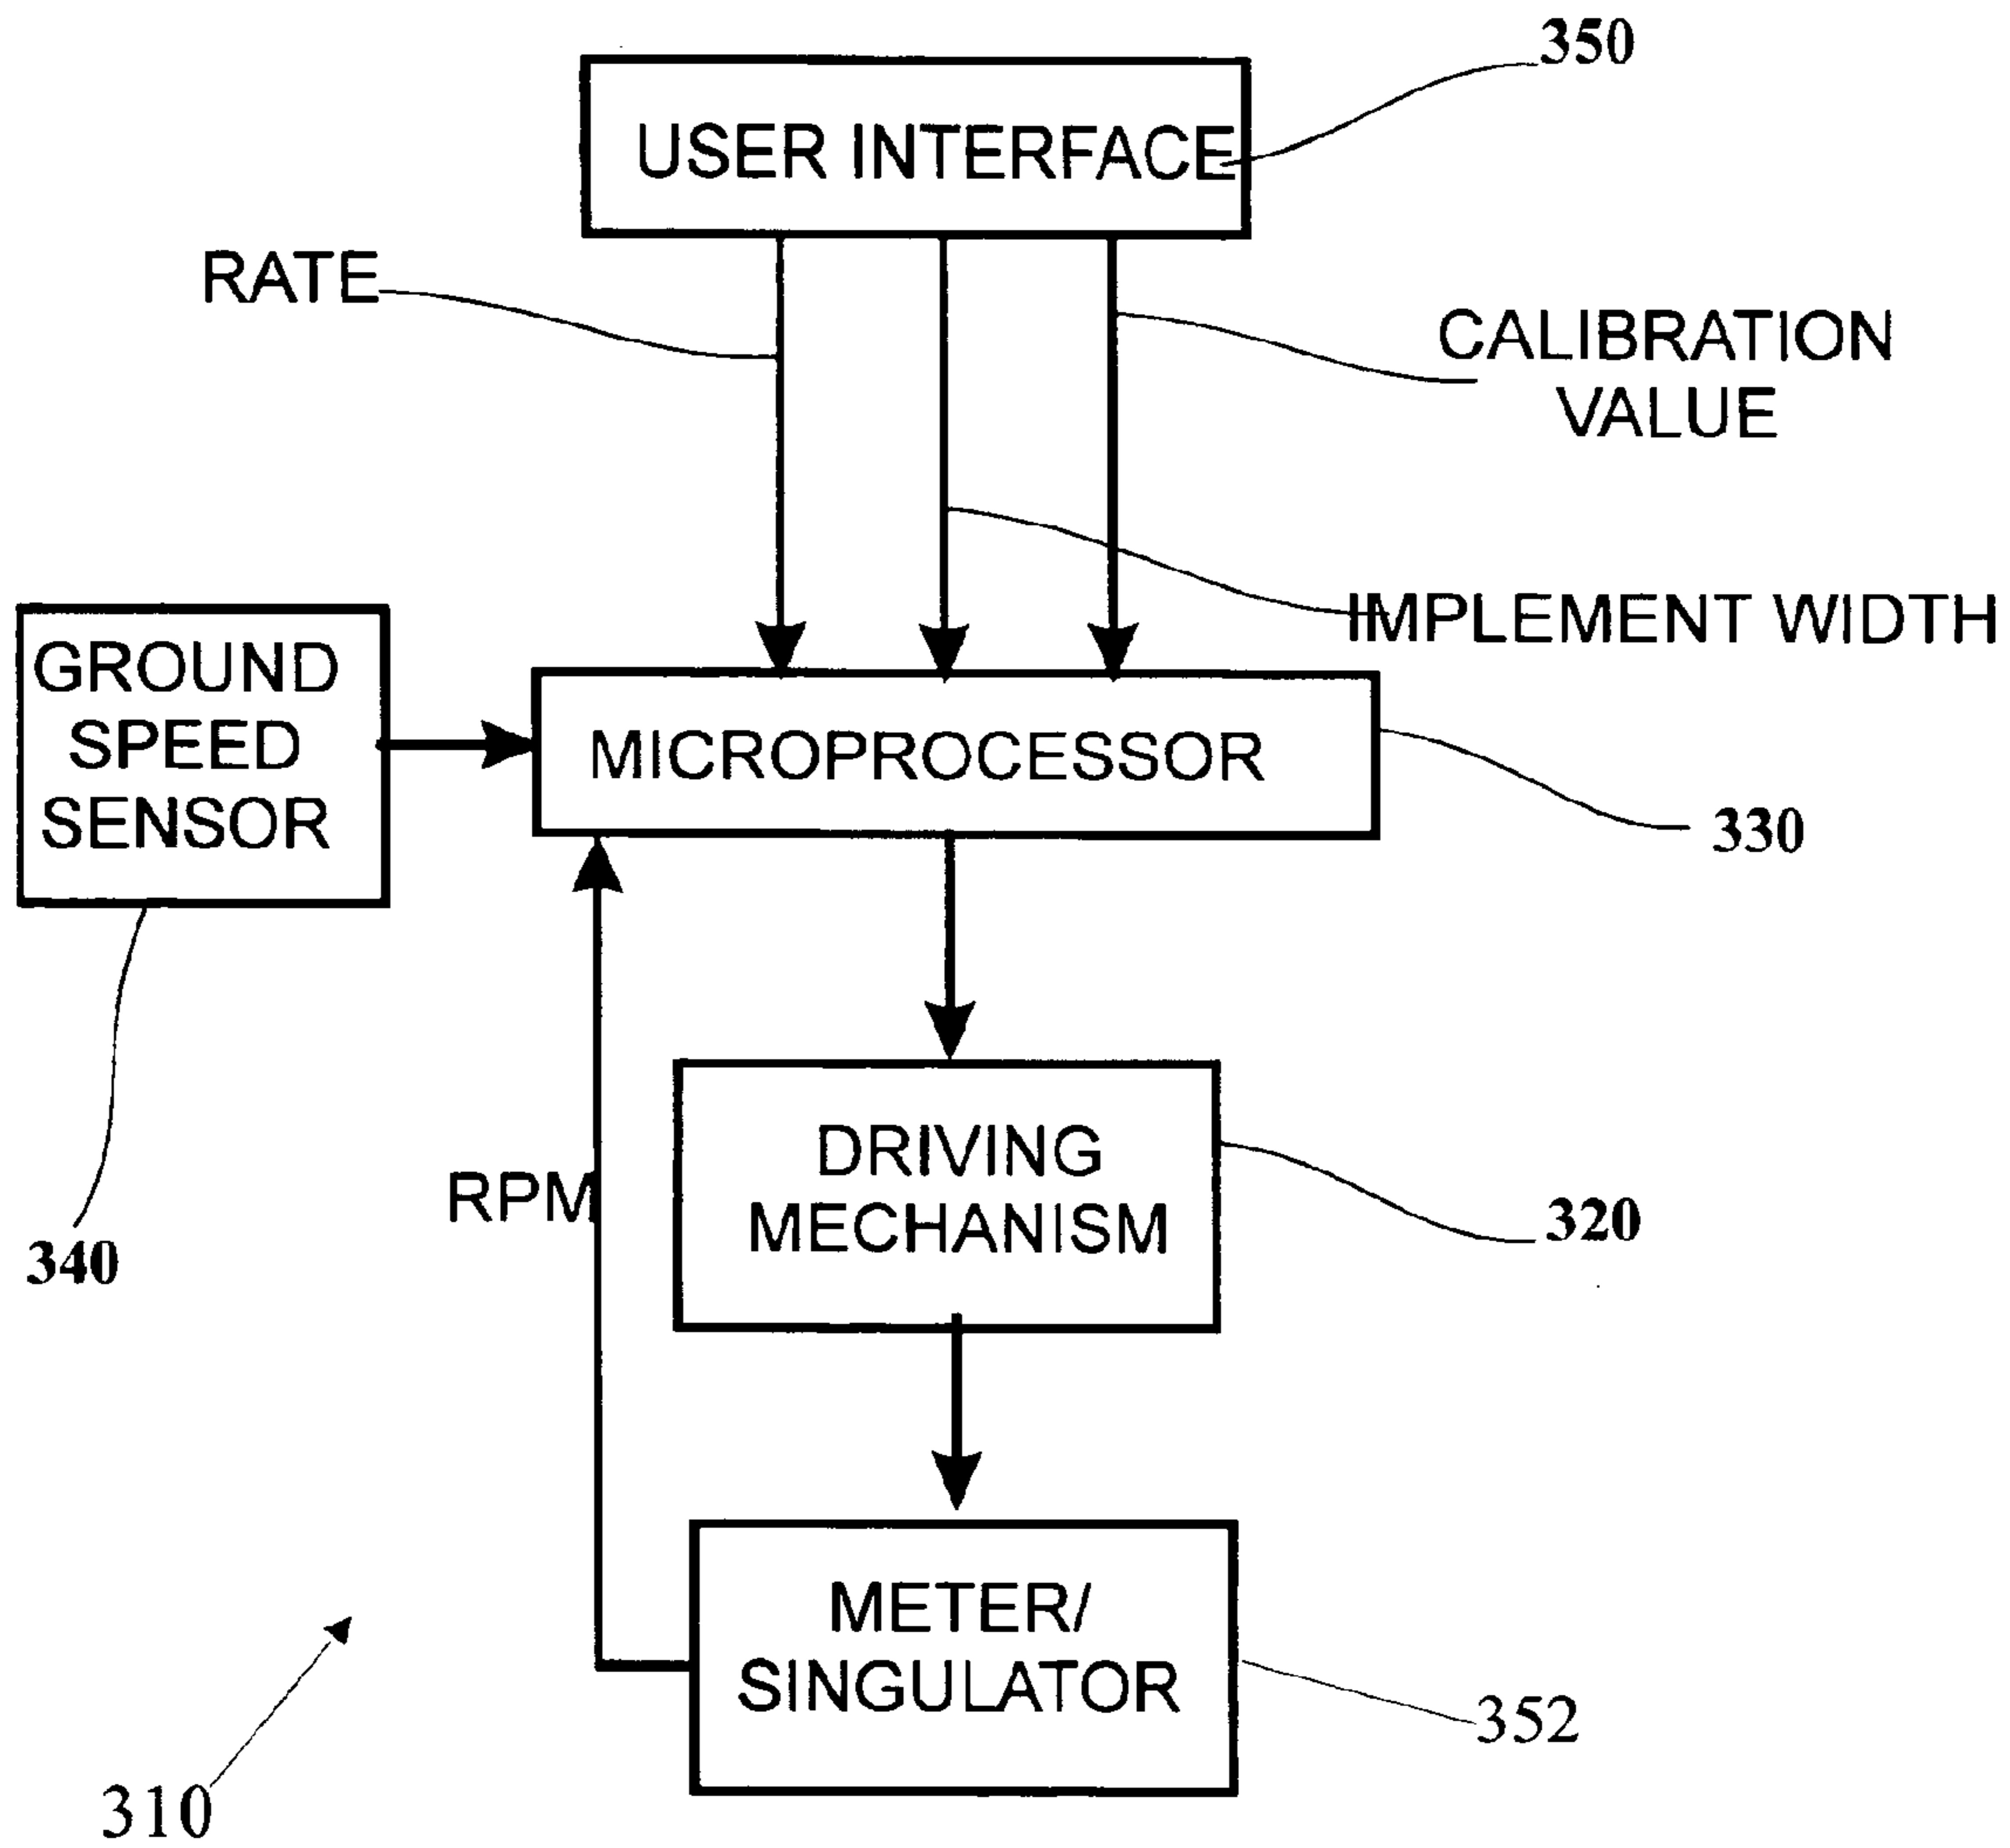 350
USER INTERFACE
RATE
CALIBRATION
VALUE
IMPLEMENT WIDTH
GROUND
SPEED
SENSOR
MICROPROCESSOR
330
340
RPM
DRIVING
MECHANISM
320
METER/
SINGULATOR
352
310